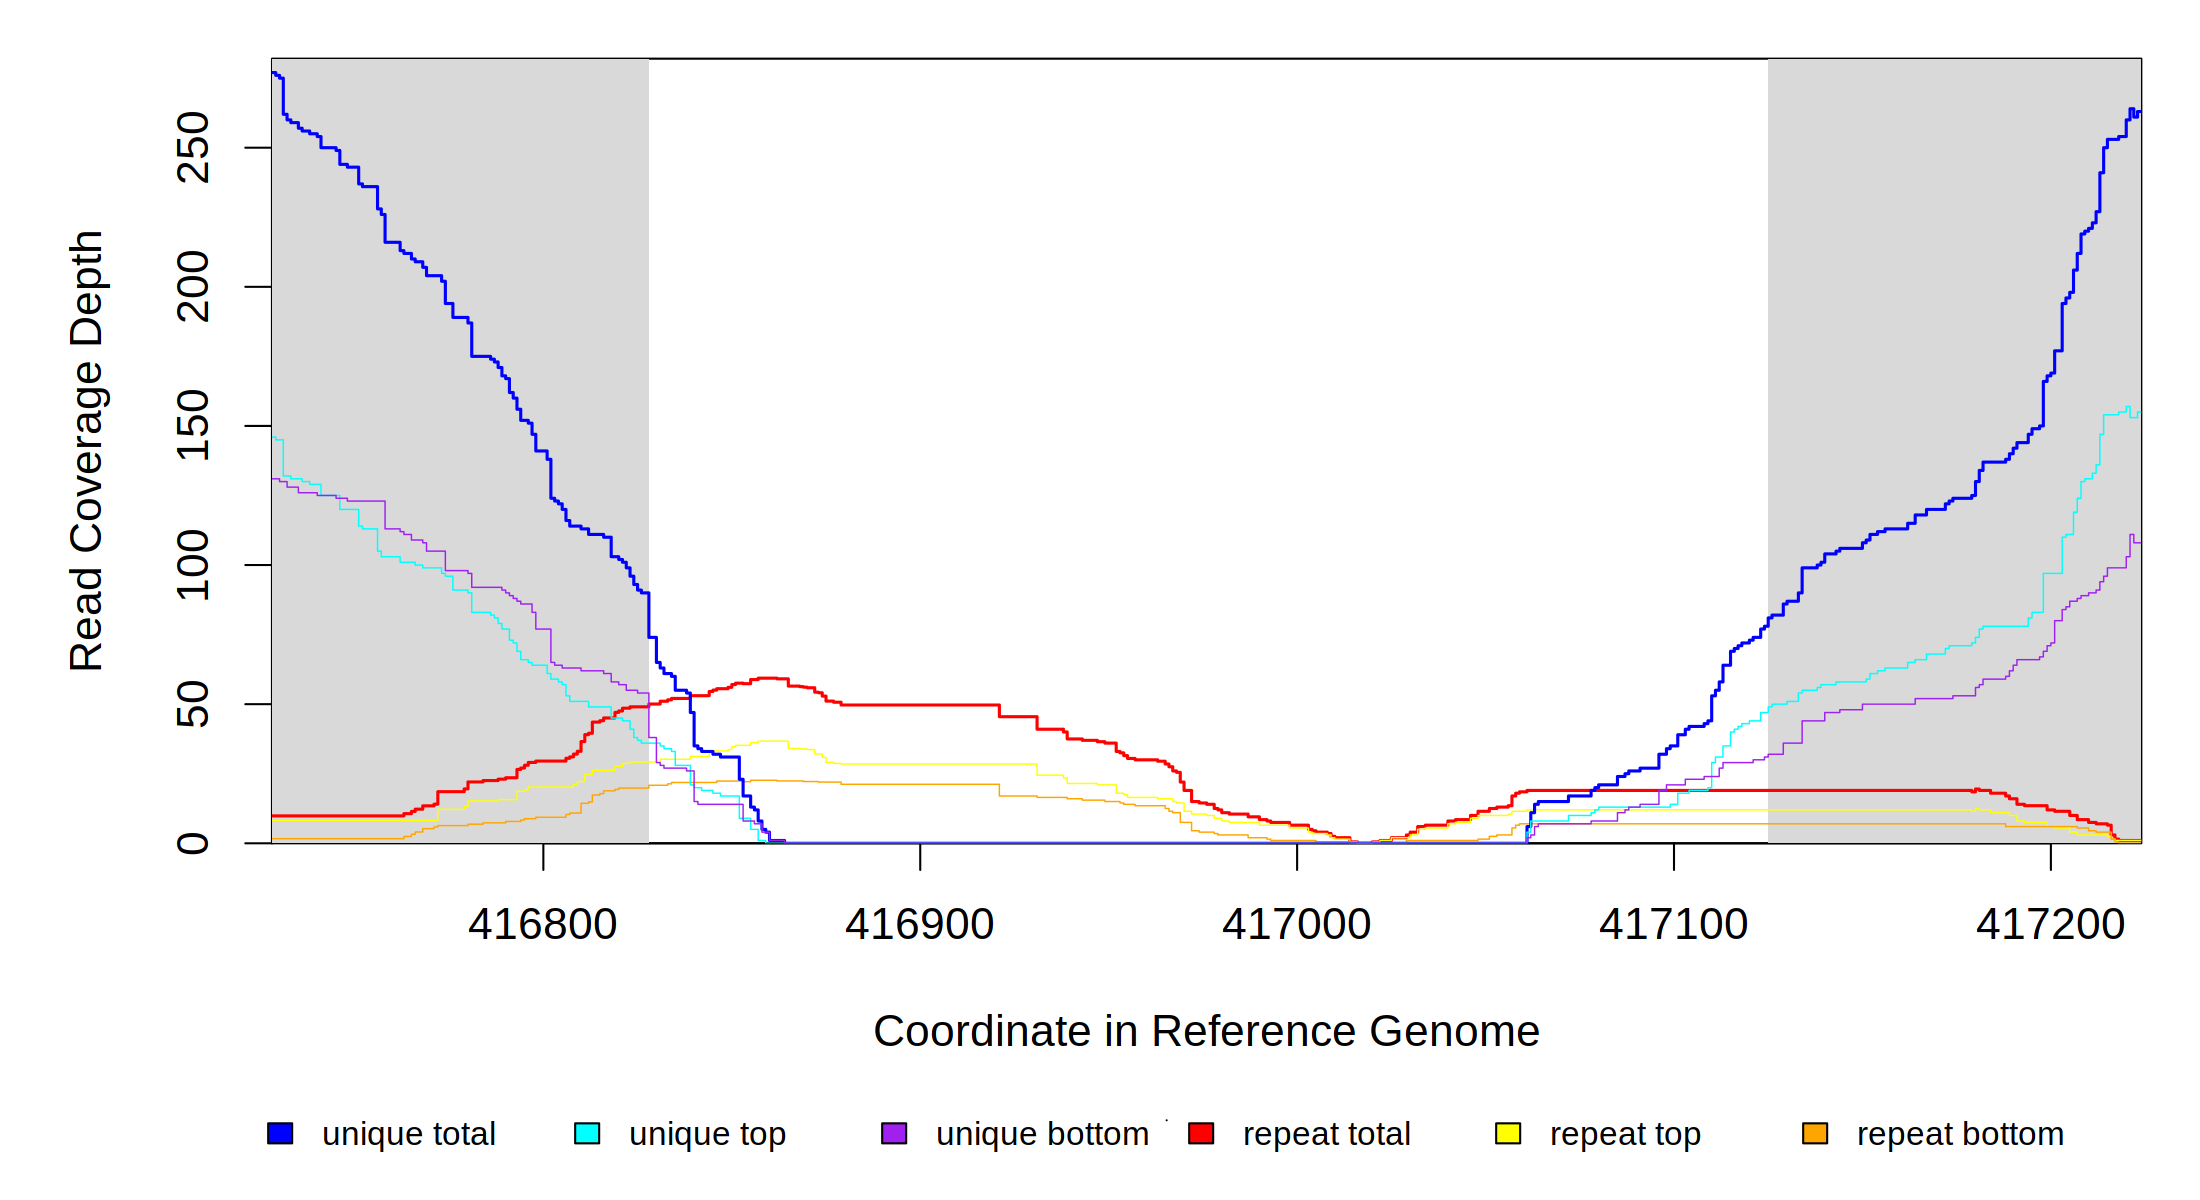 Read Coverage Depth
250
200
150
100
50
0
416800 416900 417000 417100 417200
Coordinate in Reference Genome
unique total unique top unique bottom repeat total repeat top repeat bottom